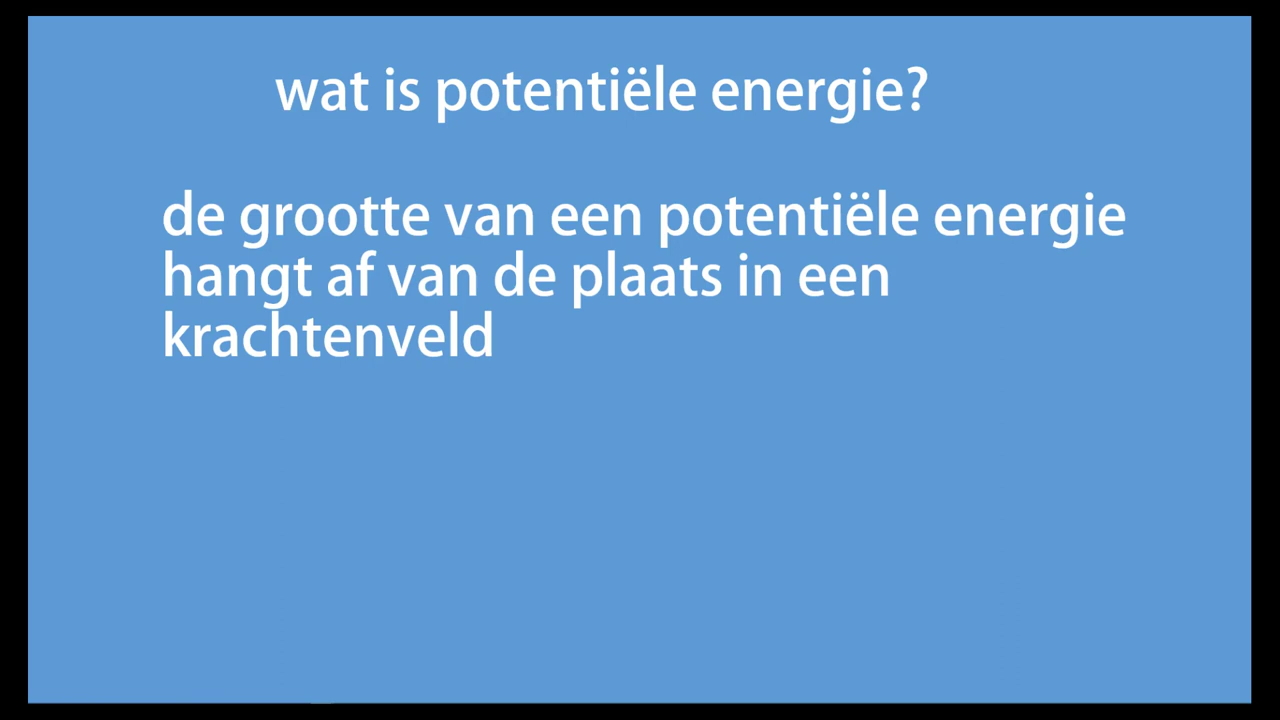 wat is potentiële energie?
de grootte van een potentiële energie
hangt af van de plaats in een
krachtenveld